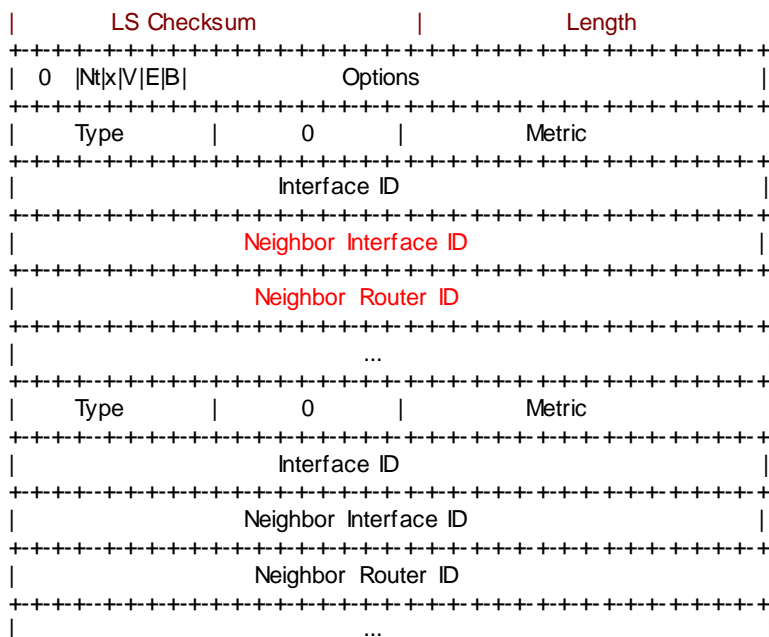 | LS Checksum | Length
+-+-+-+--+-+-+-+-+-+-+-+-+-+-+-+-+-+-+-+-+-+-+-+-+-+-+-+-+-+-+-+-+
| 0 |Nt|x|V|E|B| Options |
+-+-+-+--+-+-+-+-+-+-+-+-+-+-+-+-+-+-+-+-+-+-+-+-+-+-+-+-+-+-+-+-+
| Type | 0 | Metric
+-+-+-+--+-+-+-+-+-+-+-+-+-+-+-+-+-+-+-+-+-+-+-+-+-+-+-+-+-+-+-+-+
| Interface ID |
+-+-+-+--+-+-+-+-+-+-+-+-+-+-+-+-+-+-+-+-+-+-+-+-+-+-+-+-+-+-+-+-+
| Neighbor Interface ID |
+-+-+-+--+-+-+-+-+-+-+-+-+-+-+-+-+-+-+-+-+-+-+-+-+-+-+-+-+-+-+-+-+
| Neighbor Router ID
+-+-+-+--+-+-+-+-+-+-+-+-+-+-+-+-+-+-+-+-+-+-+-+-+-+-+-+-+-+-+-+-+
| ...
+-+-+-+--+-+-+-+-+-+-+-+-+-+-+-+-+-+-+-+-+-+-+-+-+-+-+-+-+-+-+-+-+
| Type | 0 | Metric
+-+-+-+--+-+-+-+-+-+-+-+-+-+-+-+-+-+-+-+-+-+-+-+-+-+-+-+-+-+-+-+-+
| Interface ID |
+-+-+-+--+-+-+-+-+-+-+-+-+-+-+-+-+-+-+-+-+-+-+-+-+-+-+-+-+-+-+-+-+
| Neighbor Interface ID |
+-+-+-+--+-+-+-+-+-+-+-+-+-+-+-+-+-+-+-+-+-+-+-+-+-+-+-+-+-+-+-+-+
| Neighbor Router ID
+-+-+-+--+-+-+-+-+-+-+-+-+-+-+-+-+-+-+-+-+-+-+-+-+-+-+-+-+-+-+-+-+
| ...